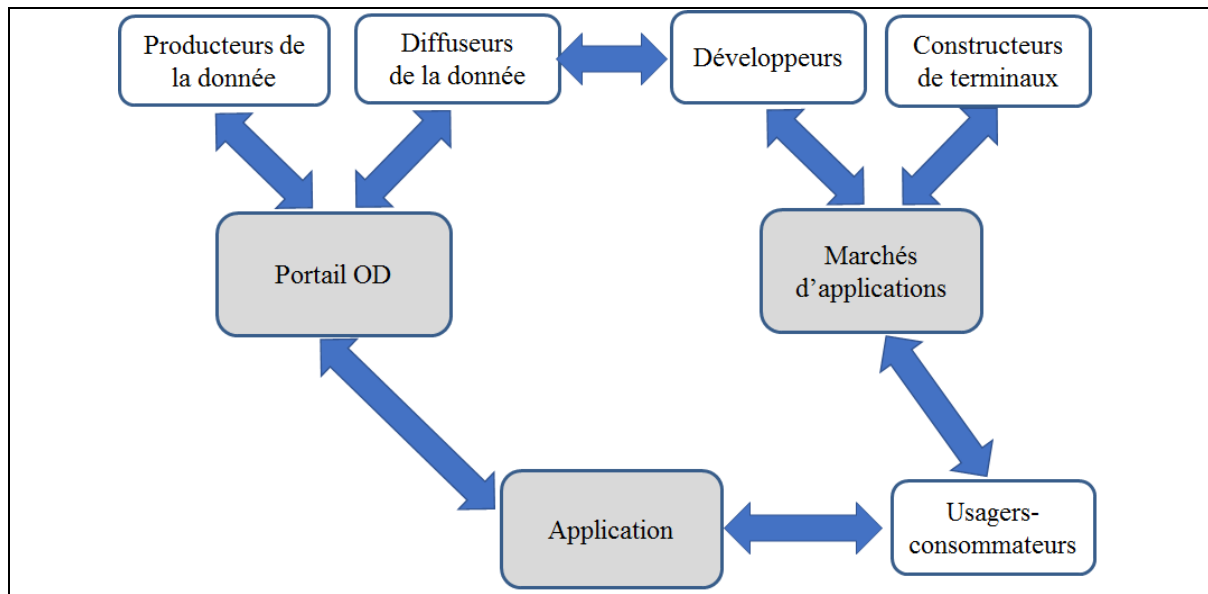 Producteurs de
la donnée
Diffuseurs
de la donnée
Développeurs
Constructeurs
de terminaux
Portail OD
Marchés
d’applications
Application
Usagers-
consommateurs